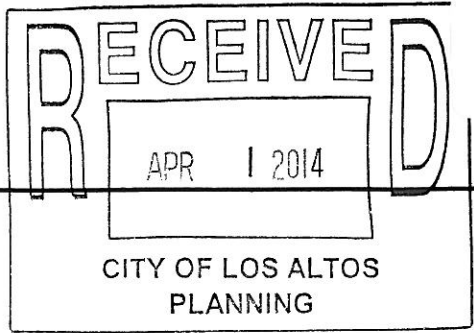 RECEIVED
APR 1 2014
CITY OF LOS ALTOS
PLANNING